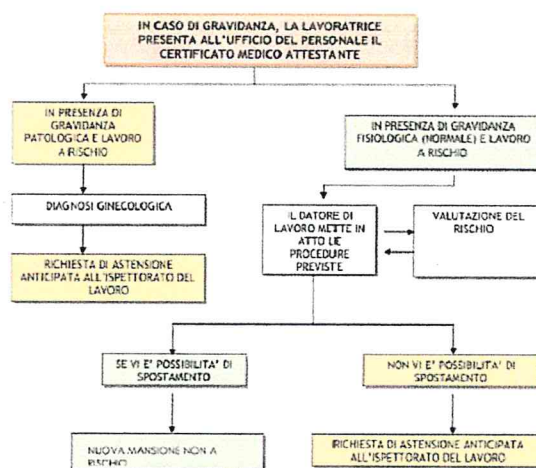 IN CASO DI GRAVIDANZA, LA LAVORATRICE
PRESENTA ALL'UFFICIO DEL PERSONALE IL
CERTIFICATO MEDICO ATTESTANTE
IN PRESENZA DI
GRAVIDANZA
PATOLOGICA E LAVORO
A RISCHIO
IN PRESENZA DI GRAVIDANZA
FISIOLOGICA (NORMALE) E LAVORO
A RISCHIO
DIAGNOSI GINECOLOGICA
IL DATORE DI
LAVORO METTE IN
ATTO LE
PROCEDURE
PREVISTE
VALUTAZIONE DEL
RISCHIO
RICHIESTA DI ASTENSIONE
ANTICIPATA ALL'ISPETTORATO DEL
LAVORO
SE VI E' POSSIBILITA' DI
SPOSTAMENTO
NON VI E' POSSIBILITA' DI
SPOSTAMENTO
NUOVA MANSIONE NON A
RISCHIO
RICHIESTA DI ASTENSIONE ANTICIPATA
ALL'ISPETTORATO DEL LAVORO